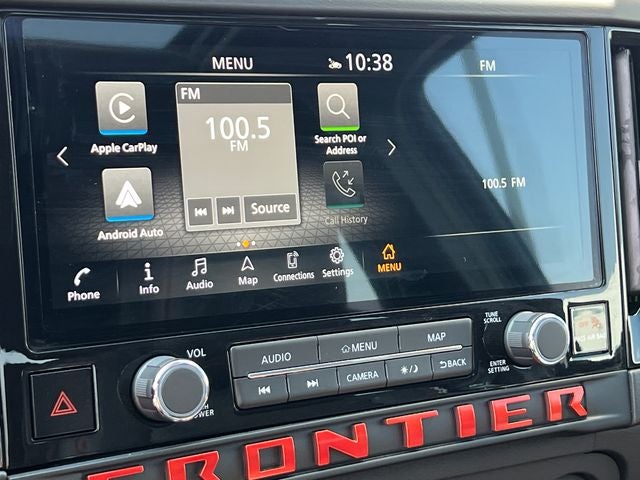 MENU
10:38
FM
Apple CarPlay
FM
100.5
FM
Source
Search POI or
Address
Android Auto
Call History
100.5 FM
Phone
Info
Audio
Map
Connections
Settings
MENU
VOL
AUDIO
MENU
MAP
CAMERA
BACK
TUNE
SCROLL
ENTER
SETTING
FRONTIER